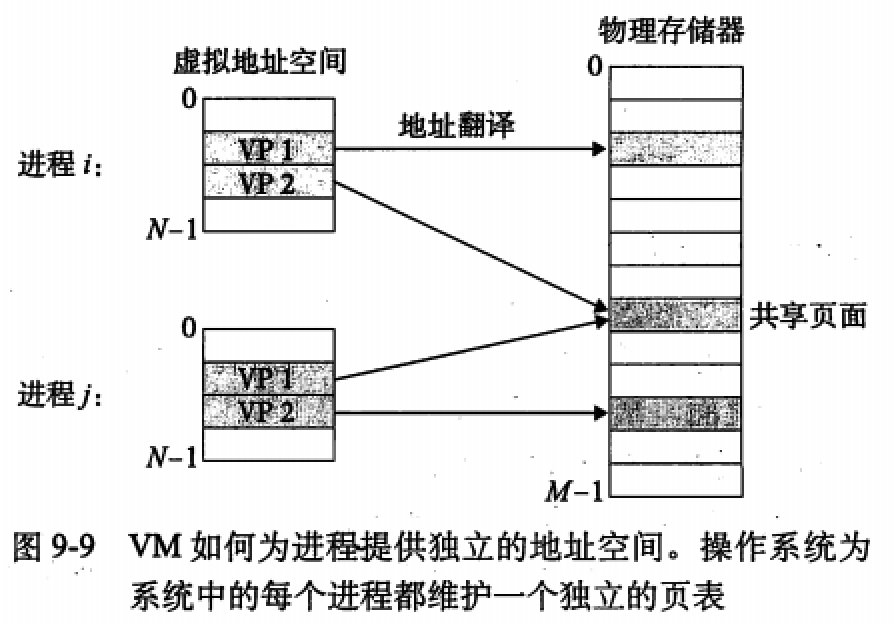 物理存储器
虚拟地址空间
0
0
地址翻译
进程 i:
VP 1
VP 2
N-1
共享页面
0
进程 j:
VP 1
VP 2
N-1
M-1
图 9-9 VM 如何为进程提供独立的地址空间。操作系统为
系统中的每个进程都维护一个独立的页表